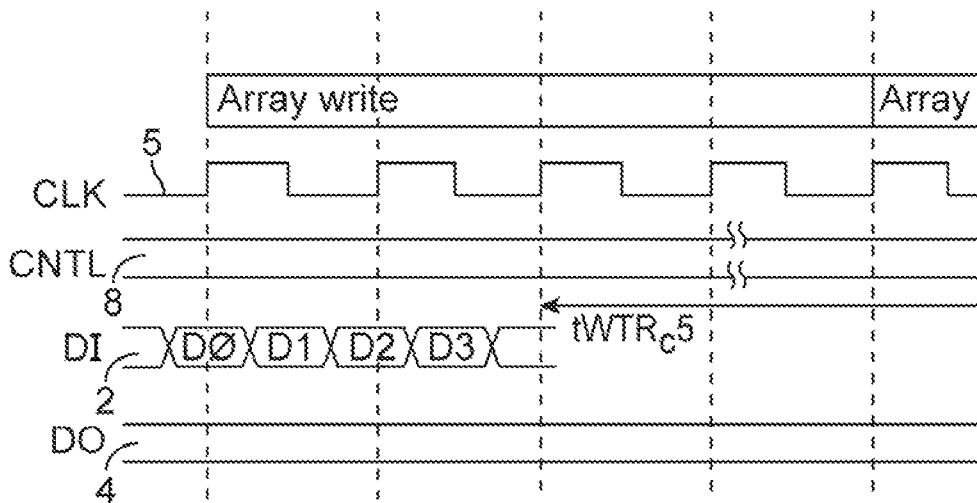 Array write
Array
5
CLK
CNTL
8
tWTRc5
DI
DØ
D1
D2
D3
2
DO
4